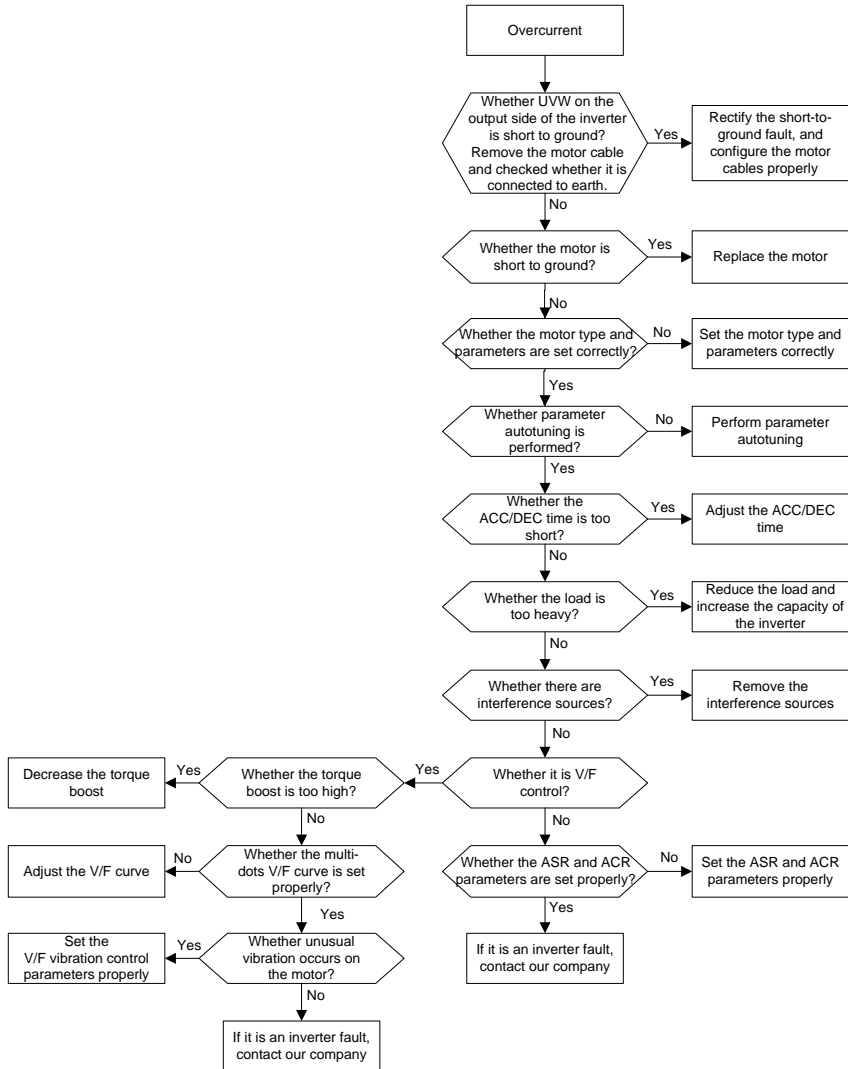 Overcurrent
Whether UVW on the
output side of the inverter
is short to ground?
Remove the motor cable
and checked whether it is
connected to earth.
Yes
Rectify the short-to-
ground fault, and
configure the motor
cables properly
No
Whether the motor is
short to ground?
Yes
Replace the motor
No
Whether the motor type and
parameters are set correctly?
No
Set the motor type and
parameters correctly
Yes
Whether parameter
autotuning is
performed?
No
Perform parameter
autotuning
Yes
Whether the
ACC/DEC time is too
short?
Yes
Adjust the ACC/DEC
time
No
Whether the load is
too heavy?
Yes
Reduce the load and
increase the capacity of
the inverter
No
Whether there are
interference sources?
Yes
Remove the
interference sources
No
Whether it is V/F
control?
Yes
Whether the torque
boost is too high?
Yes
Decrease the torque
boost
No
Whether the multi-
dots V/F curve is set
properly?
No
Adjust the V/F curve
Yes
Whether unusual
vibration occurs on
the motor?
Yes
Set the
V/F vibration control
parameters properly
No
If it is an inverter fault,
contact our company
No
Whether the ASR and ACR
parameters are set properly?
No
Set the ASR and ACR
parameters properly
Yes
If it is an inverter fault,
contact our company